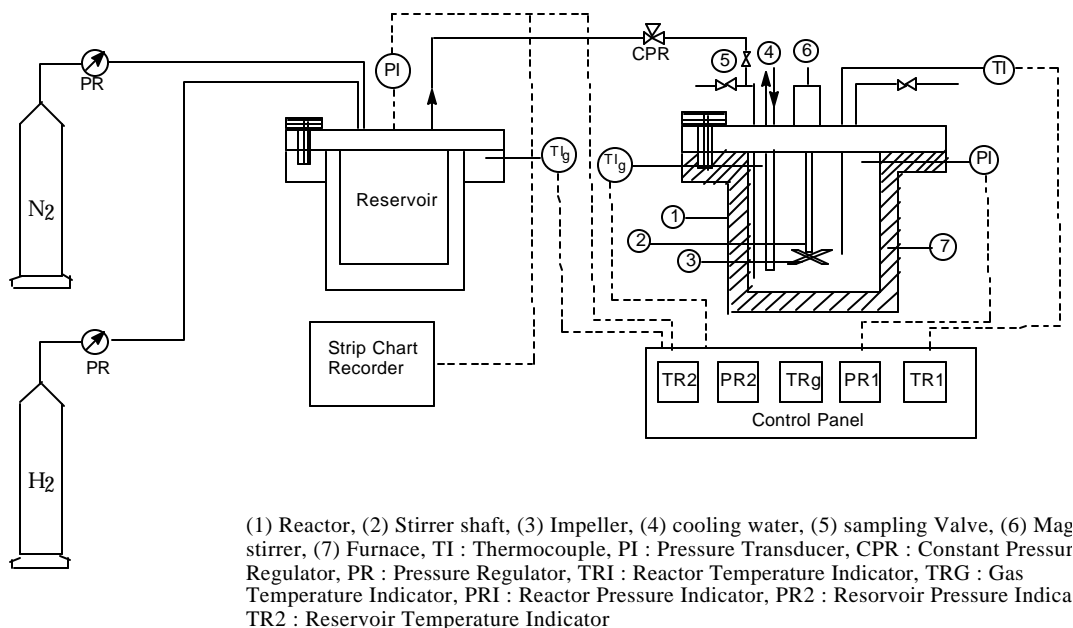 PR
PI
CPR
5
4
6
TI
N2
Reservoir
TIg
TIg
PI
1
2
3
7
PR
H2
Strip Chart
Recorder
TR2
PR2
TRg
PR1
TR1
Control Panel
(1) Reactor, (2) Stirrer shaft, (3) Impeller, (4) cooling water, (5) sampling Valve, (6)
stirrer, (7) Furnace, TI : Thermocouple, PI : Pressure Transducer, CPR : Constant
Regulator, PR : Pressure Regulator, TRI : Reactor Temperature Indicator, TRG : Gas
Temperature Indicator, PRI : Reactor Pressure Indicator, PR2 : Resorvoir Pressure
TR2 : Reservoir Temperature Indicator